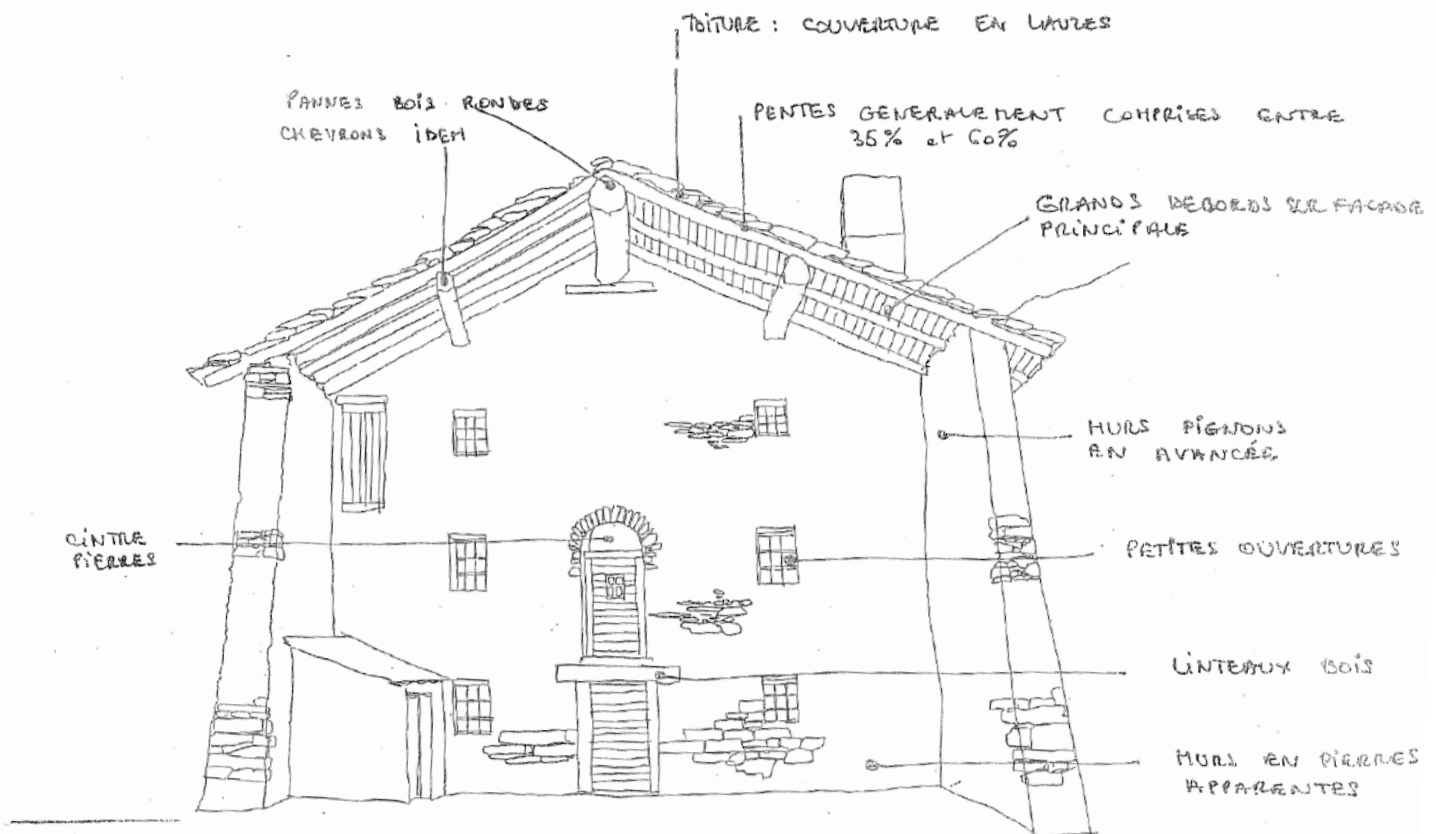 TOITURE : COUVERTURE EN LAUZES
PANNES BOIS RONDES
CHEVRONS IDEM
PENTES GENERALEMENT COMPRISES ENTRE
35% et 60%
GRANDS DEBORDS SUR FACADE
PRINCIPALE
MURS PIGNONS
EN AVANCÉE
CINTRE
PIERRES
PETITES OUVERTURES
LINTEAUX BOIS
MURS EN PIERRES
APPARENTES